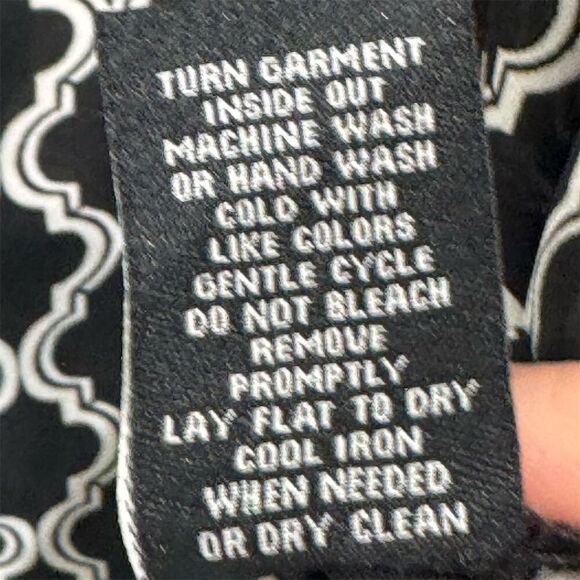 TURN GARMENT
INSIDE OUT
MACHINE WASH
OR HAND WASH
COLD WITH
LIKE COLORS
GENTLE CYCLE
DO NOT BLEACH
REMOVE
PROMPTLY
LAY FLAT TO DRY
COOL IRON
WHEN NEEDED
OR DRY CLEAN